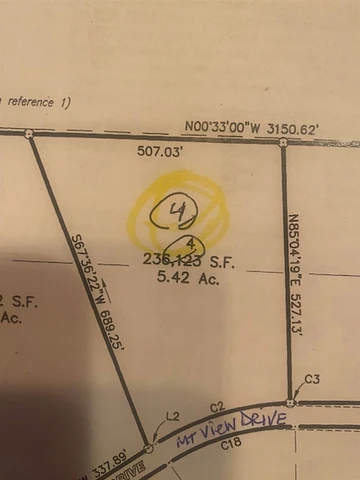 reference 1)
N00°33'00"W 3150.62'
507.03'
4
4
236,123 S.F.
5.42 Ac.
S67°36'22"W 689.25'
N85°04'19"E 527.13'
2 S.F.
Ac.
C3
L2
C2
MT VIEW DRIVE
C18
W 337.89'
DRIVE